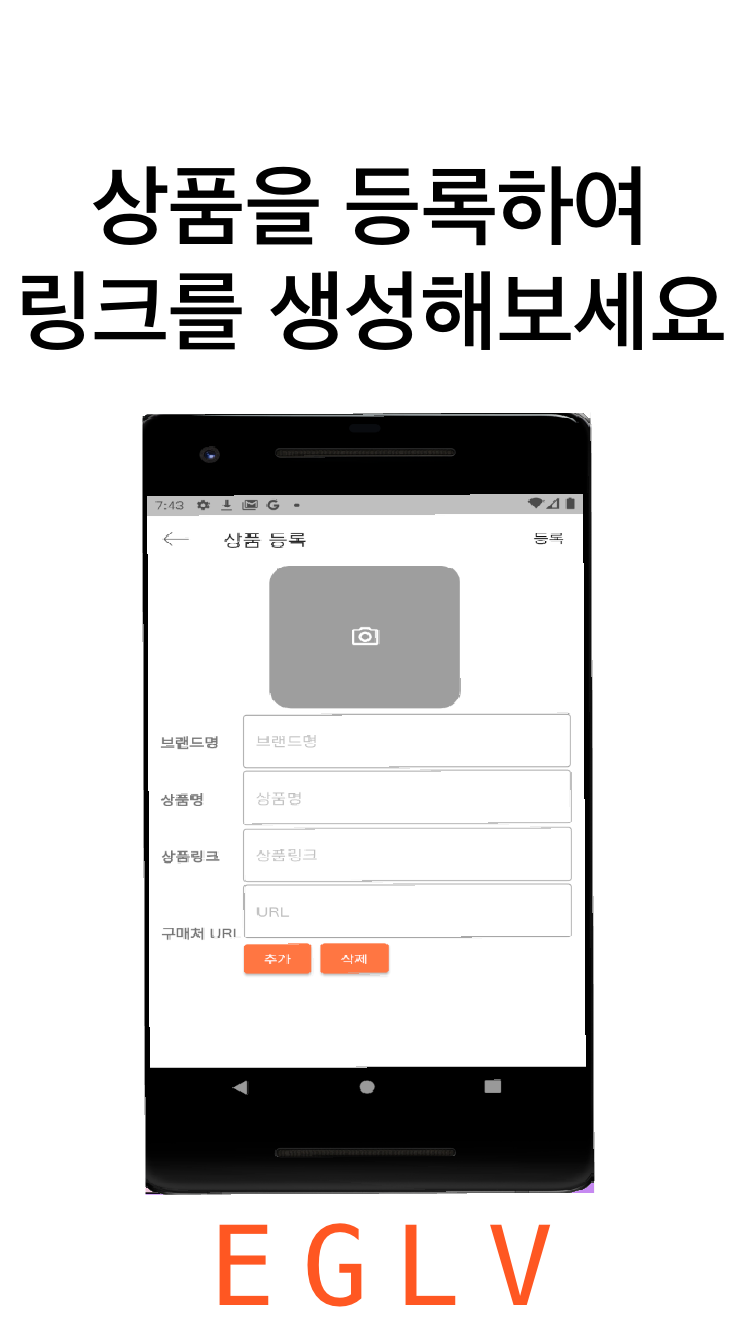 상품을 등록하여
링크를 생성해보세요
7:43
상품 등록
등록
브랜드명
브랜드명
상품명
상품명
상품링크
상품링크
구매처 URL
URL
추가
삭제
EGLV